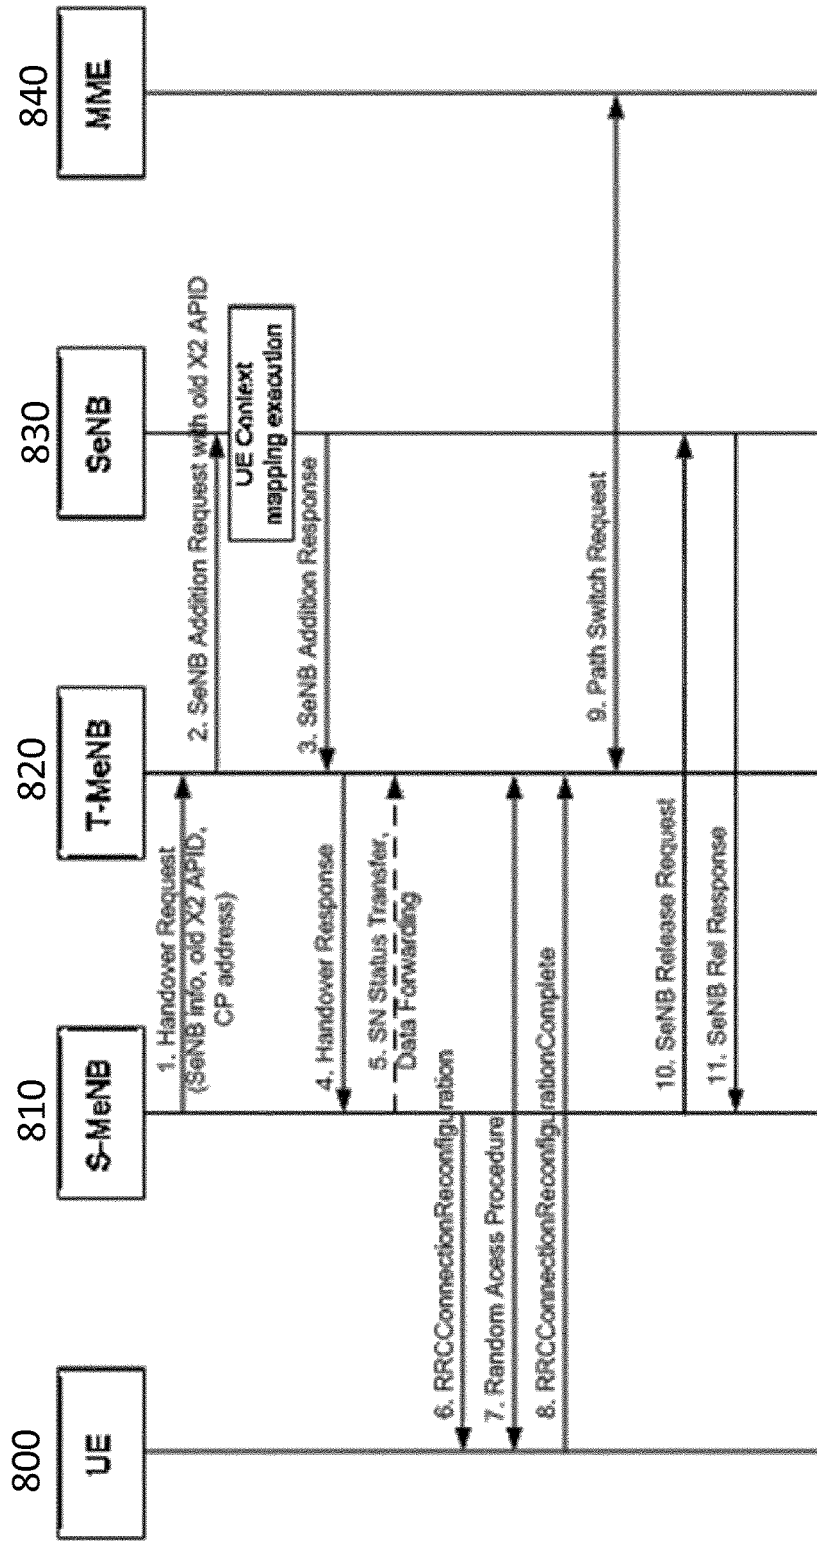 800
810
820
830
840
UE
S-MeNB
T-MeNB
SeNB
MME
1. Handover Request
(SeNB info, old X2 APID,
CP address)
2. SeNB Addition Request with old X2 APID
UE Context
mapping execution
3. SeNB Addition Response
4. Handover Response
5. SN Status Transfer,
Data Forwarding
6. RRCConnectionReconfiguration
7. Random Acess Procedure
8. RRCConnectionReconfigurationComplete
9. Path Switch Request
10. SeNB Release Request
11. SeNB Rel Response